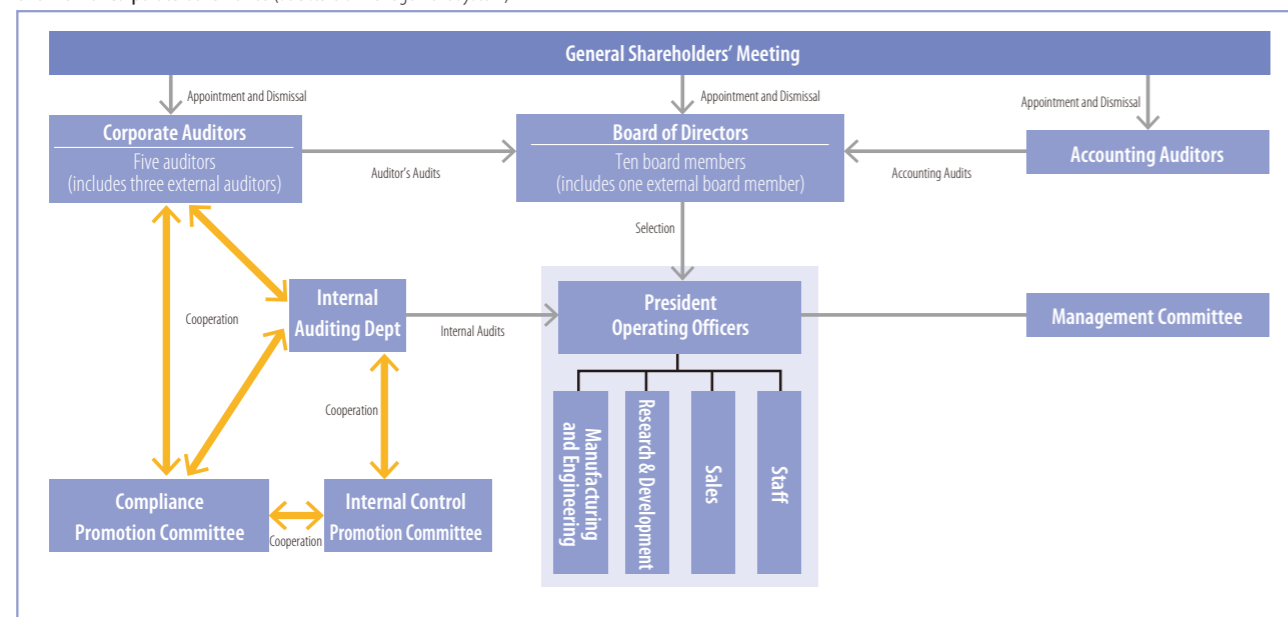 General Shareholders' Meeting
Appointment and Dismissal
Appointment and Dismissal
Appointment and Dismissal
Corporate Auditors
Five auditors
(includes three external auditors)
Auditor's Audits
Board of Directors
Ten board members
(includes one external board member)
Accounting Audits
Accounting Auditors
Selection
Cooperation
Internal
Auditing Dept
Internal Audits
President
Operating Officers
Management Committee
Cooperation
Manufacturing
and Engineering
Research & Development
Sales
Staff
Compliance
Promotion Committee
Cooperation
Internal Control
Promotion Committee